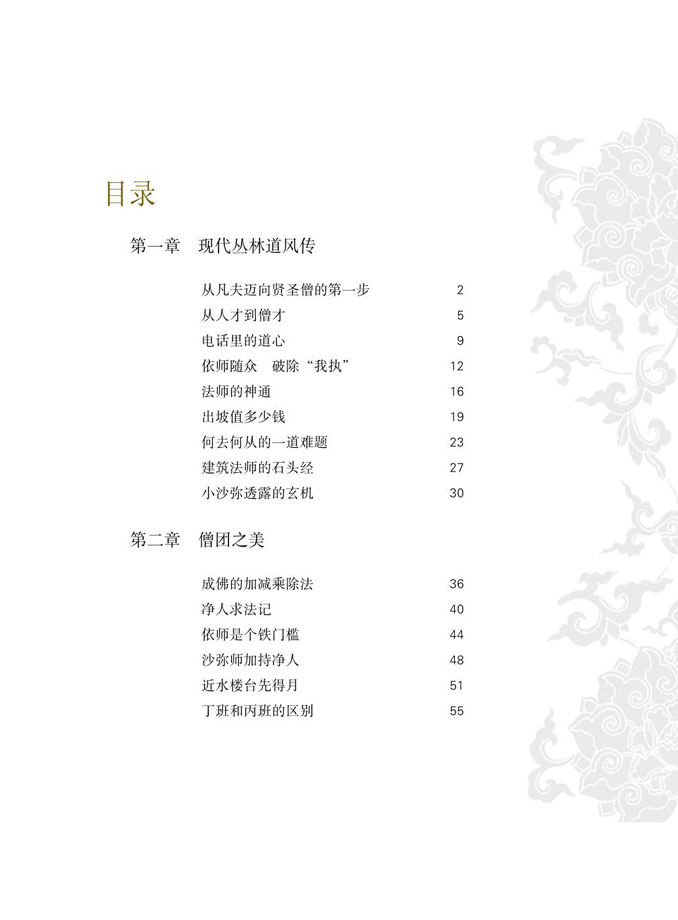 目录
第一章 现代丛林道风传
从凡夫迈向贤圣僧的第一步 2
从人才到僧才 5
电话里的道心 9
依师随众 破除“我执” 12
法师的神通 16
出坡值多少钱 19
何去何从的一道难题 23
建筑法师的石头经 27
小沙弥透露的玄机 30
第二章 僧团之美
成佛的加减乘除法 36
净人求法记 40
依师是个铁门槛 44
沙弥师加持净人 48
近水楼台先得月 51
丁班和丙班的区别 55